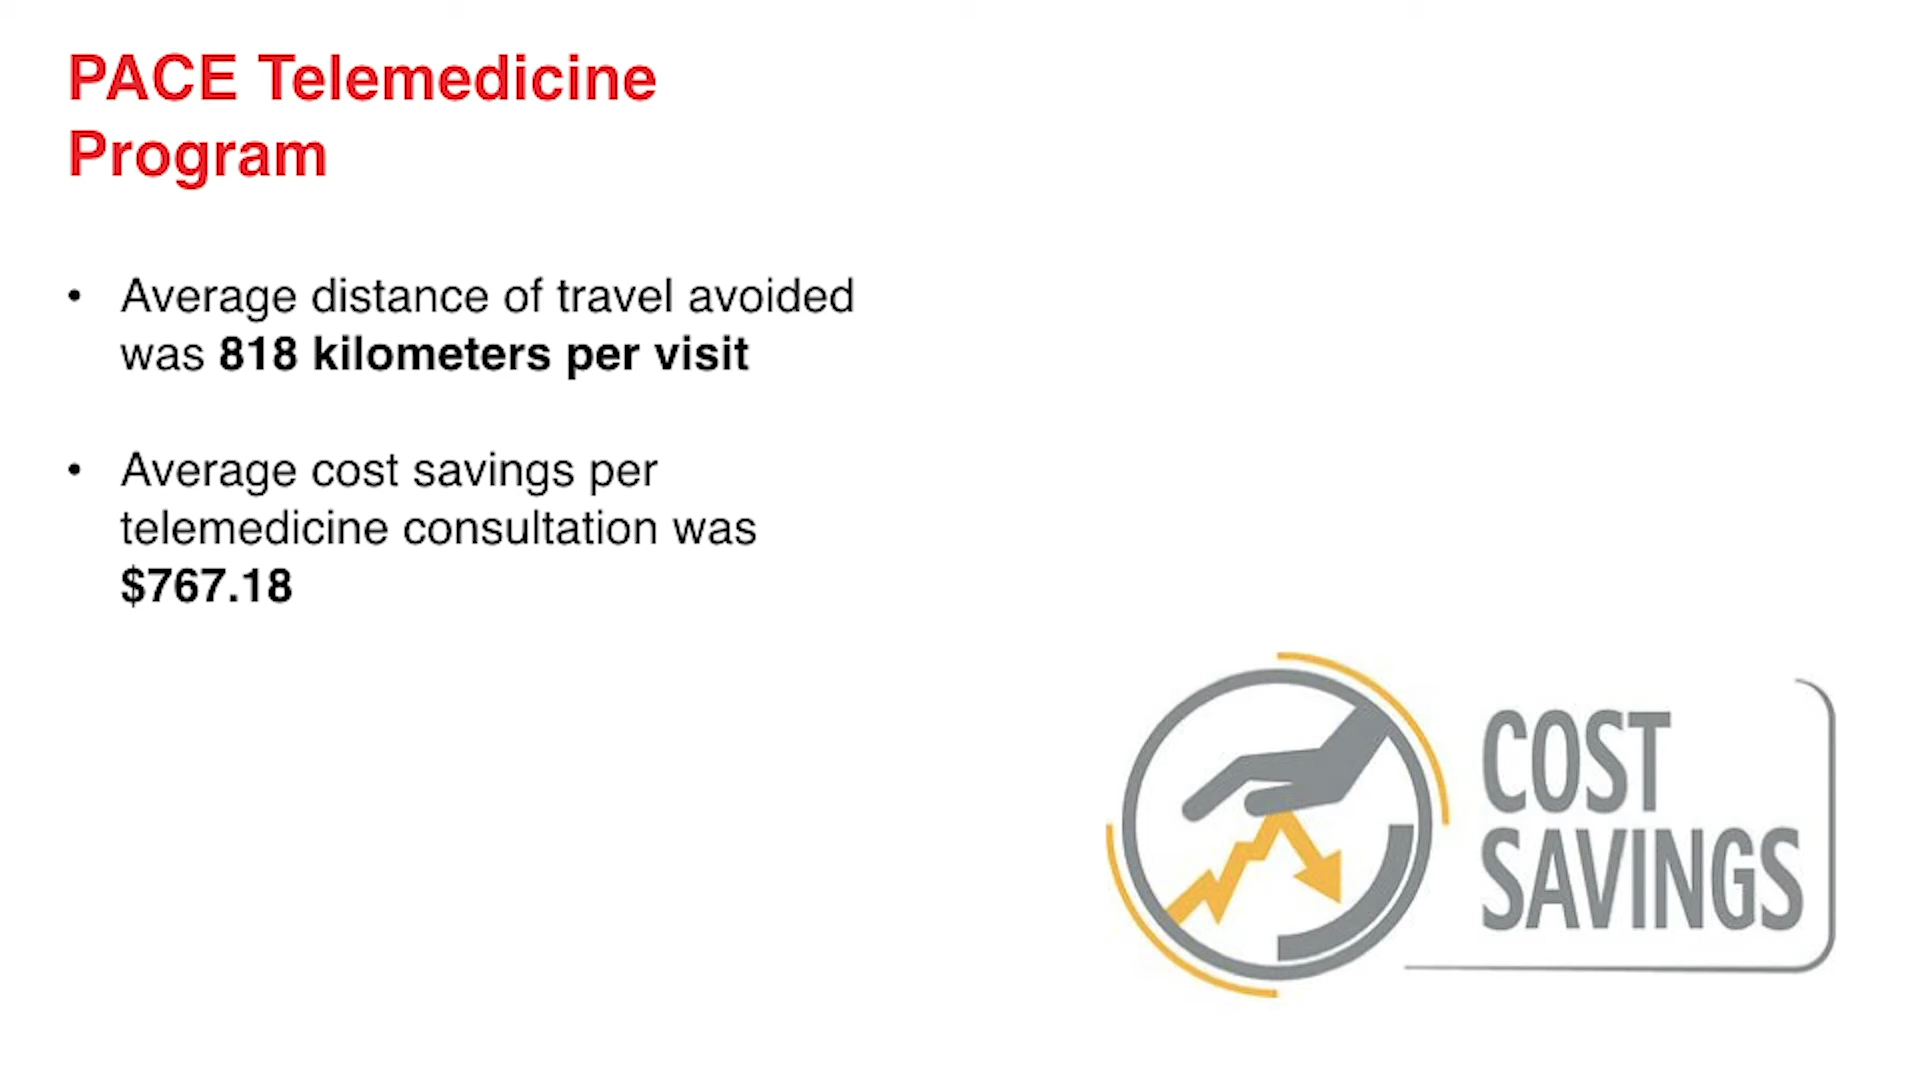 PACE Telemedicine
Program
• Average distance of travel avoided
was 818 kilometers per visit
• Average cost savings per
telemedicine consultation was
$767.18
COST
SAVINGS